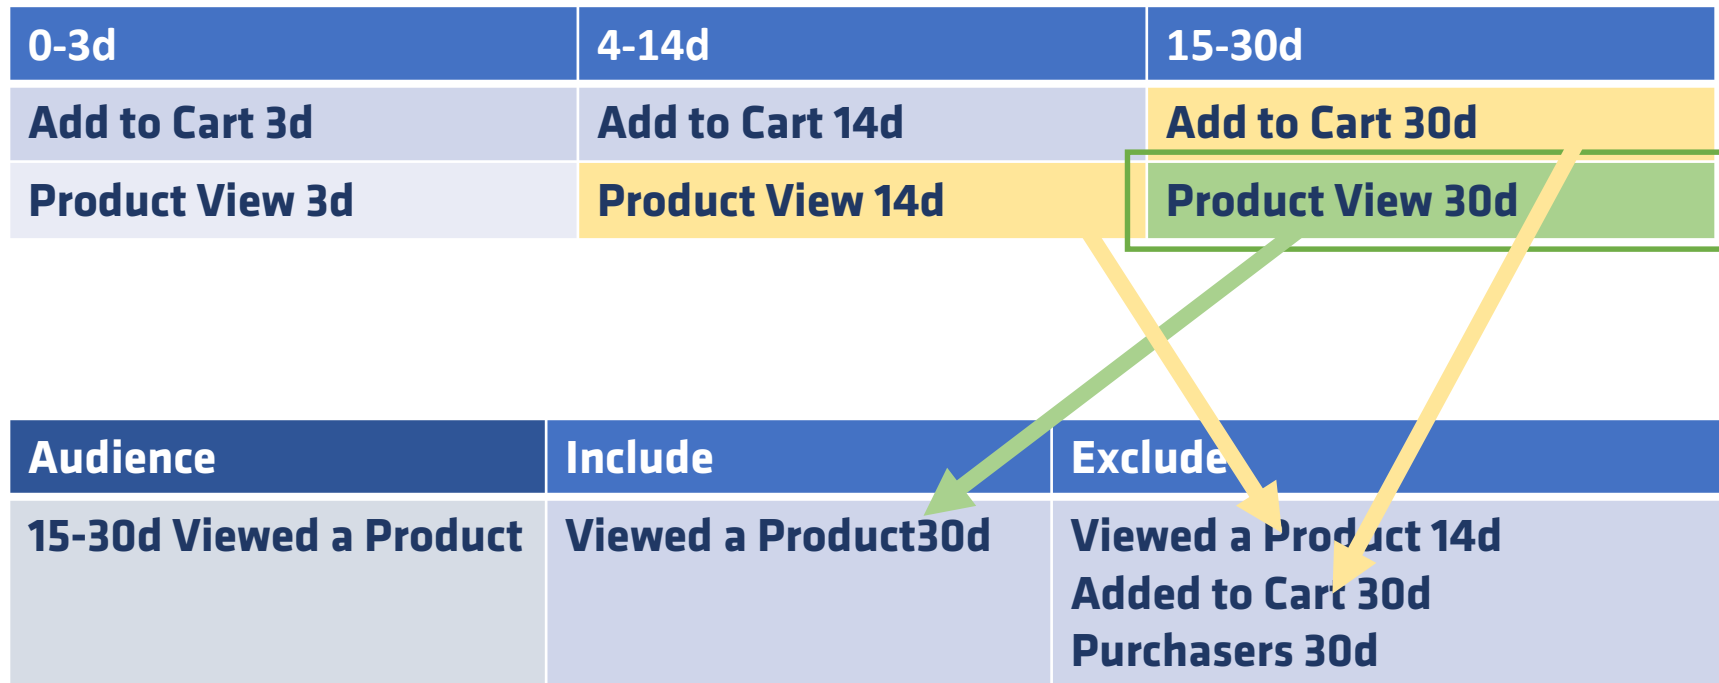 0-3d 4-14d 15-30d
Add to Cart 3d Add to Cart 14d Add to Cart 30d
Product View 3d Product View 14d Product View 30d
Audience Include Exclude
15-30d Viewed a Product Viewed a Product30d Viewed a Product 14d
Added to Cart 30d
Purchasers 30d